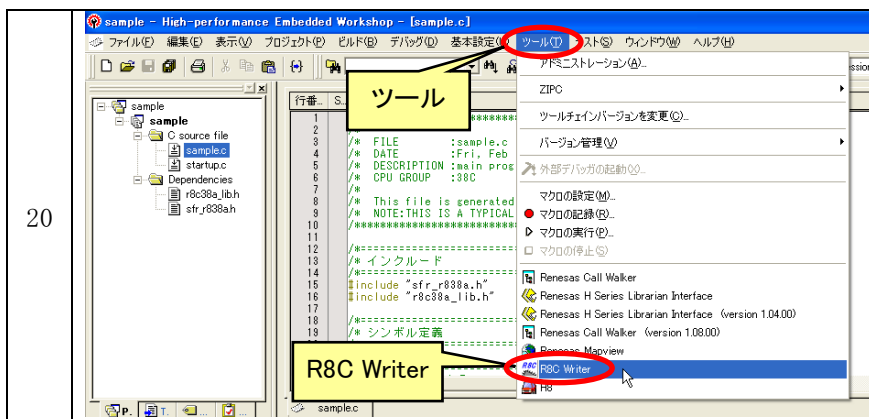 20
sample - High-performance Embedded Workshop - [sample.c]
ファイル(F) 編集(E) 表示(V) プロジェクト(P) ビルド(B) デバッグ(D) 基本設定 ツール(T) スト(S) ウィンドウ(W) ヘルプ(H)
ツール
sample
sample
C source file
sample.c
startup.c
Dependencies
r8c38a_lib.h
sfr_r838a.h
行番.. S..
1
2
3 /* FILE :sample.c
4 /* DATE :Fri, Feb
5 /* DESCRIPTION :main prog
6 /* CPU GROUP :38C
7 /*
8 /* This file is generated
9 /* NOTE:THIS IS A TYPICAL
10 /*************************
11
12 /*=======================
13 /* インクルード
14 /*=======================
15 #include "sfr_r838a.h"
16 #include "r8c38a_lib.h"
17
18 /*=======================
19 /* シンボル定義
アドミニストレーション(A)...
ZIPC
ツールチェインバージョンを変更(C)...
バージョン管理(V)
外部デバッガの起動(X)...
マクロの設定(M)...
マクロの記録(R)...
マクロの実行(P)...
マクロの停止(S)
Renesas Call Walker
Renesas H Series Librarian Interface
Renesas H Series Librarian Interface (version 1.04.00)
Renesas Call Walker (version 1.08.00)
Renesas Mapview
R8C Writer
H8
R8C Writer
P.. T..
sample.c